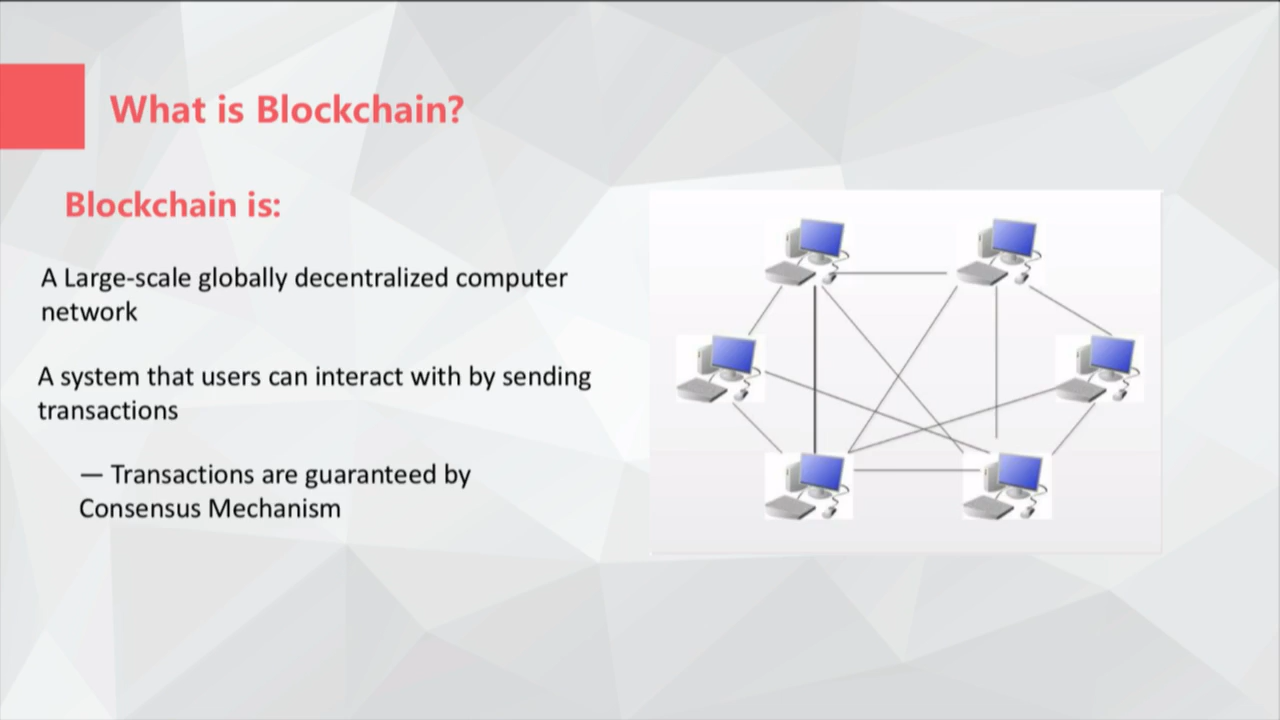 What is Blockchain?
Blockchain is:
A Large-scale globally decentralized computer
network
A system that users can interact with by sending
transactions
— Transactions are guaranteed by
Consensus Mechanism